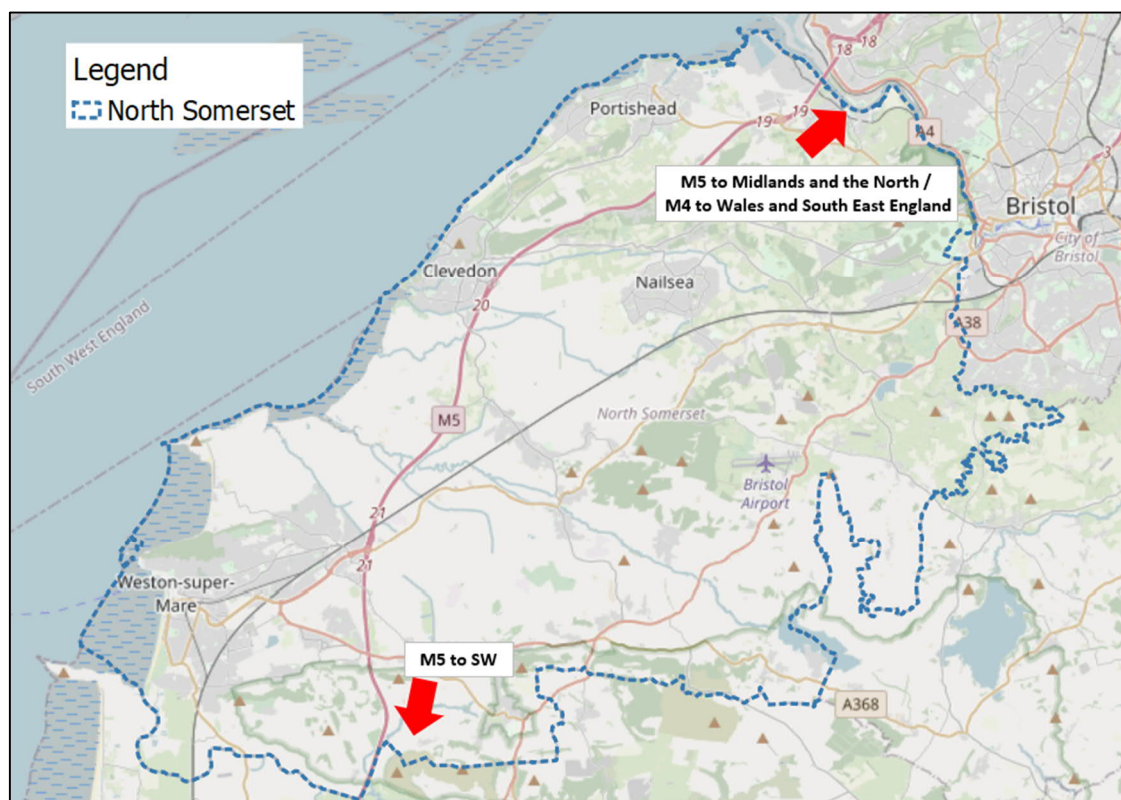 Legend
North Somerset
18
18
Portishead
19
19
A4
3
M5 to Midlands and the North /
M4 to Wales and South East England
Bristol
City of
Bristol
Clevedon
Nailsea
20
A38
South West England
M5
North Somerset
Bristol
Airport
21
21
Weston-super-
Mare
M5 to SW
A368